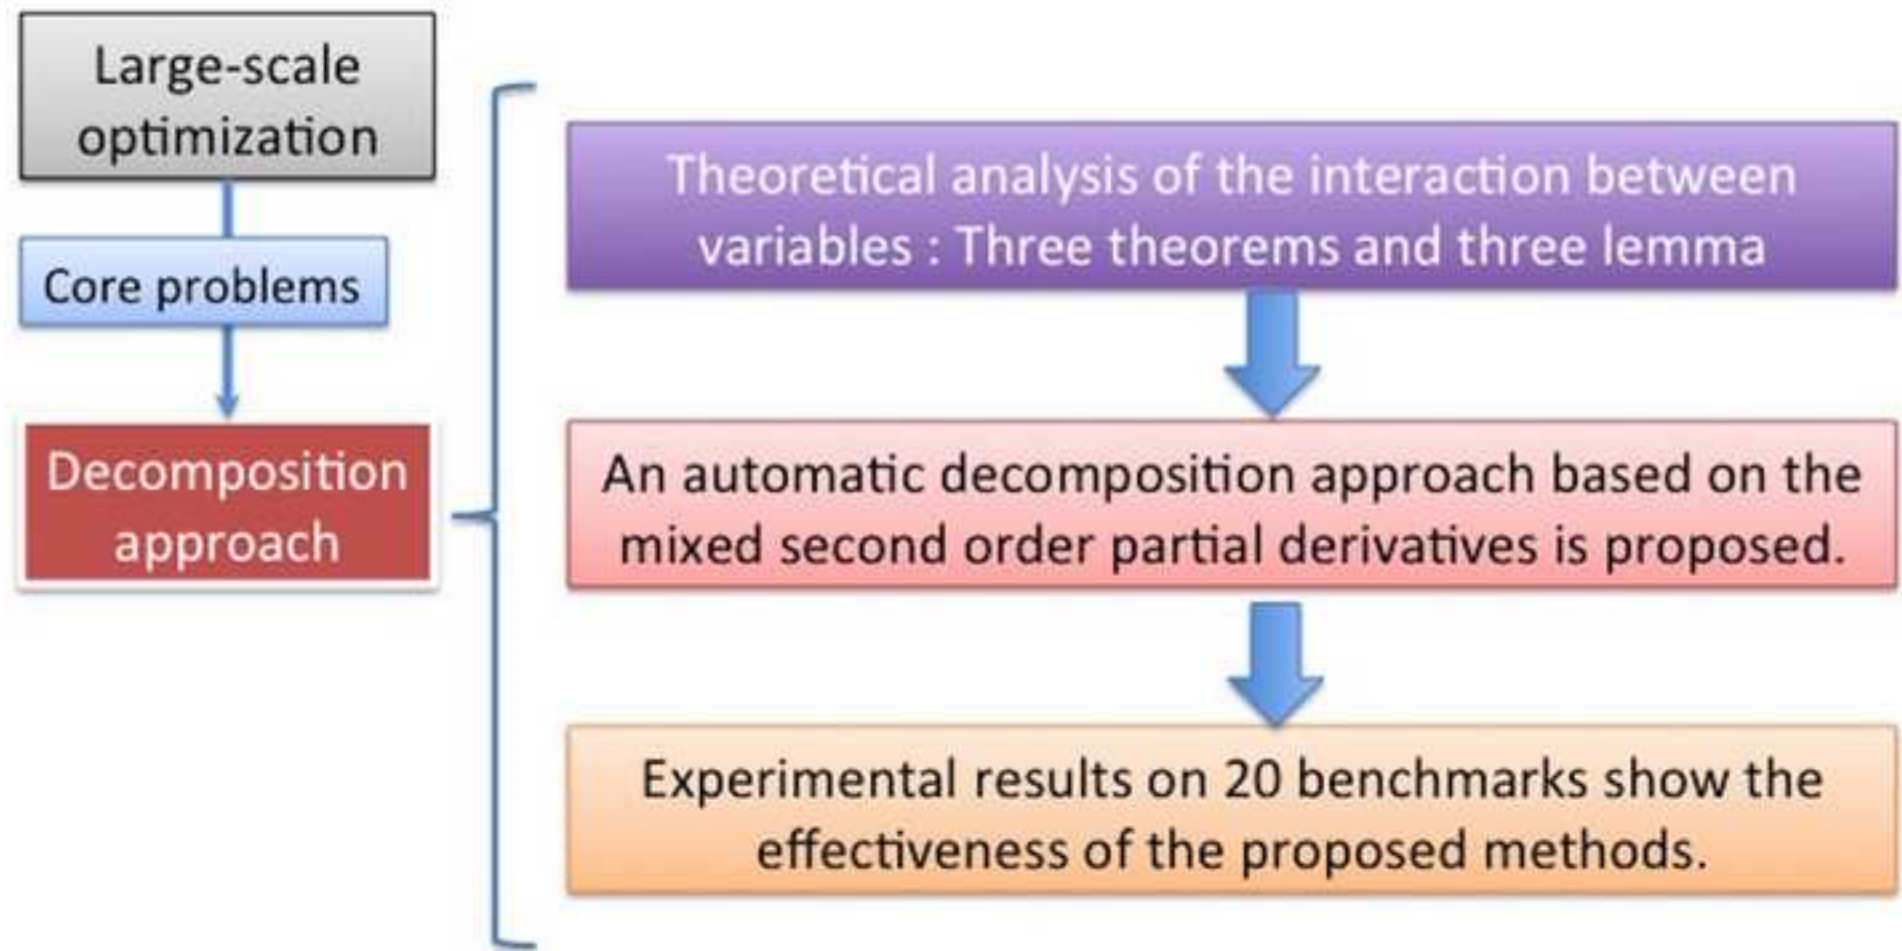 Large-scale
optimization
Core problems
Decomposition
approach
Theoretical analysis of the interaction between
variables : Three theorems and three lemma
An automatic decomposition approach based on the
mixed second order partial derivatives is proposed.
Experimental results on 20 benchmarks show the
effectiveness of the proposed methods.